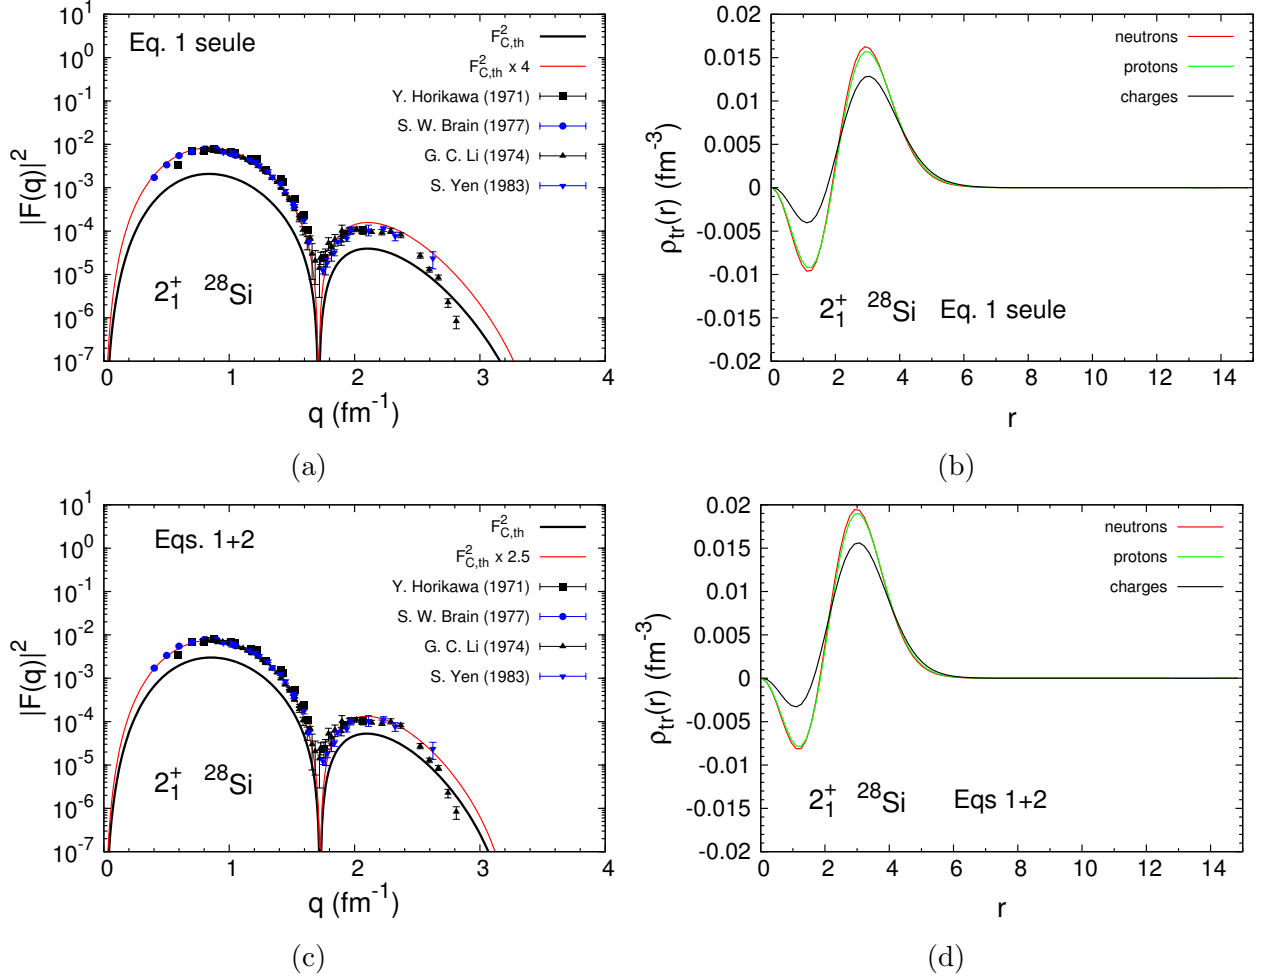 Eq. 1 seule
F²C,th
F²C,th x 4
Y. Horikawa (1971)
S. W. Brain (1977)
G. C. Li (1974)
S. Yen (1983)
10^1
10^0
10^-1
10^-2
10^-3
10^-4
10^-5
10^-6
10^-7
|F(q)|²
2₁⁺ ²⁸Si
0 1 2 3 4
q (fm⁻¹)
(a)
neutrons
protons
charges
0.02
0.015
0.01
0.005
0
-0.005
-0.01
-0.015
-0.02
ρtr(r) (fm⁻³)
2₁⁺ ²⁸Si Eq. 1 seule
0 2 4 6 8 10 12 14
r
(b)
Eqs. 1+2
F²C,th
F²C,th x 2.5
Y. Horikawa (1971)
S. W. Brain (1977)
G. C. Li (1974)
S. Yen (1983)
10^1
10^0
10^-1
10^-2
10^-3
10^-4
10^-5
10^-6
10^-7
|F(q)|²
2₁⁺ ²⁸Si
0 1 2 3 4
q (fm⁻¹)
(c)
neutrons
protons
charges
0.02
0.015
0.01
0.005
0
-0.005
-0.01
-0.015
-0.02
ρtr(r) (fm⁻³)
2₁⁺ ²⁸Si Eqs 1+2
0 2 4 6 8 10 12 14
r
(d)